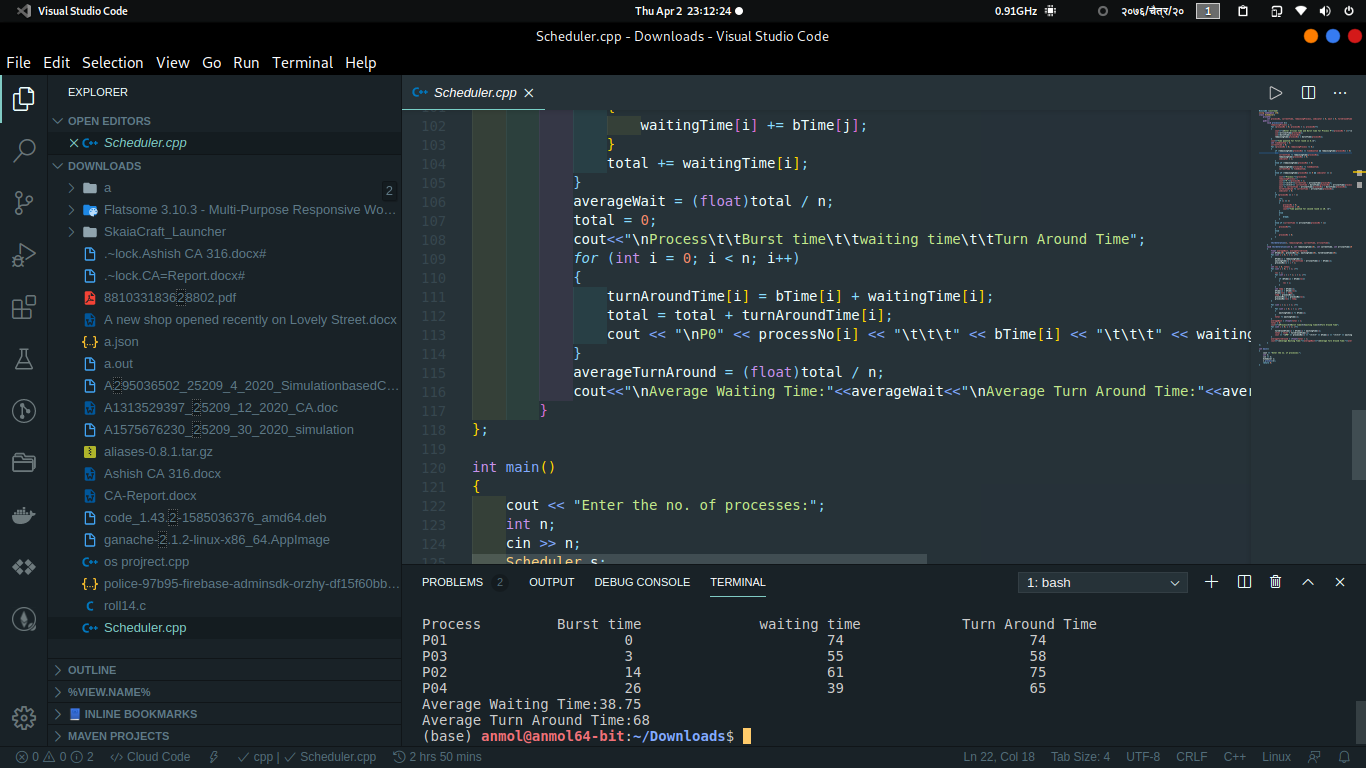 Visual Studio Code
Thu Apr 2 23:12:24
0.91GHz
२०७६/चैत्र/२०
1
Scheduler.cpp - Downloads - Visual Studio Code
File Edit Selection View Go Run Terminal Help
EXPLORER
OPEN EDITORS
Scheduler.cpp
DOWNLOADS
a
2
Flatsome 3.10.3 - Multi-Purpose Responsive Wo...
SkaiaCraft_Launcher
.~lock.Ashish CA 316.docx#
.~lock.CA=Report.docx#
881033183628802.pdf
A new shop opened recently on Lovely Street.docx
a.json
a.out
A295036502_25209_4_2020_SimulationbasedC...
A1313529397_25209_12_2020_CA.doc
A1575676230_25209_30_2020_simulation
aliases-0.8.1.tar.gz
Ashish CA 316.docx
CA-Report.docx
code_1.43.2-1585036376_amd64.deb
ganache-2.1.2-linux-x86_64.AppImage
os projrect.cpp
police-97b95-firebase-adminsdk-orzhy-df15f60bb...
roll14.c
Scheduler.cpp
OUTLINE
%VIEW.NAME%
INLINE BOOKMARKS
MAVEN PROJECTS
Scheduler.cpp
102 waitingTime[i] += bTime[j];
103 }
104 total += waitingTime[i];
105 }
106 averageWait = (float)total / n;
107 total = 0;
108 cout<<"\nProcess\t\tBurst time\t\twaiting time\t\tTurn Around Time";
109 for (int i = 0; i < n; i++)
110 {
111 turnAroundTime[i] = bTime[i] + waitingTime[i];
112 total = total + turnAroundTime[i];
113 cout << "\nP0" << processNo[i] << "\t\t\t" << bTime[i] << "\t\t\t" << waiting
114 }
115 averageTurnAround = (float)total / n;
116 cout<<"\nAverage Waiting Time:"<<averageWait<<"\nAverage Turn Around Time:"<<aver
117 }
118 };
119
120 int main()
121 {
122 cout << "Enter the no. of processes:";
123 int n;
124 cin >> n;
125 Scheduler s;
PROBLEMS 2 OUTPUT DEBUG CONSOLE TERMINAL
1: bash
Process Burst time waiting time Turn Around Time
P01 0 74 74
P03 3 55 58
P02 14 61 75
P04 26 39 65
Average Waiting Time:38.75
Average Turn Around Time:68
(base) anmol@anmol64-bit:~/Downloads$
0 0 2 Cloud Code cpp | Scheduler.cpp 2 hrs 50 mins Ln 22, Col 18 Tab Size: 4 UTF-8 CRLF C++ Linux